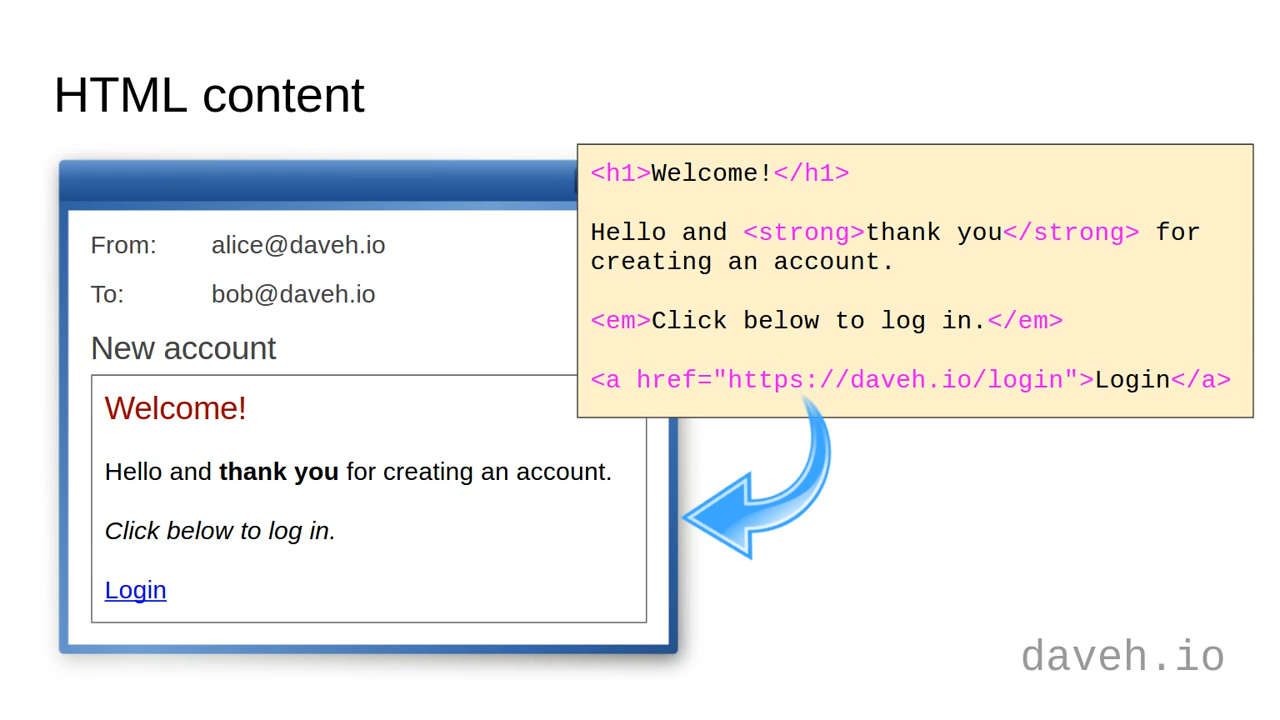 HTML content
<h1>Welcome!</h1>
Hello and <strong>thank you</strong> for
creating an account.
<em>Click below to log in.</em>
<a href="https://daveh.io/login">Login</a>
From: alice@daveh.io
To: bob@daveh.io
New account
Welcome!
Hello and thank you for creating an account.
Click below to log in.
Login
daveh.io